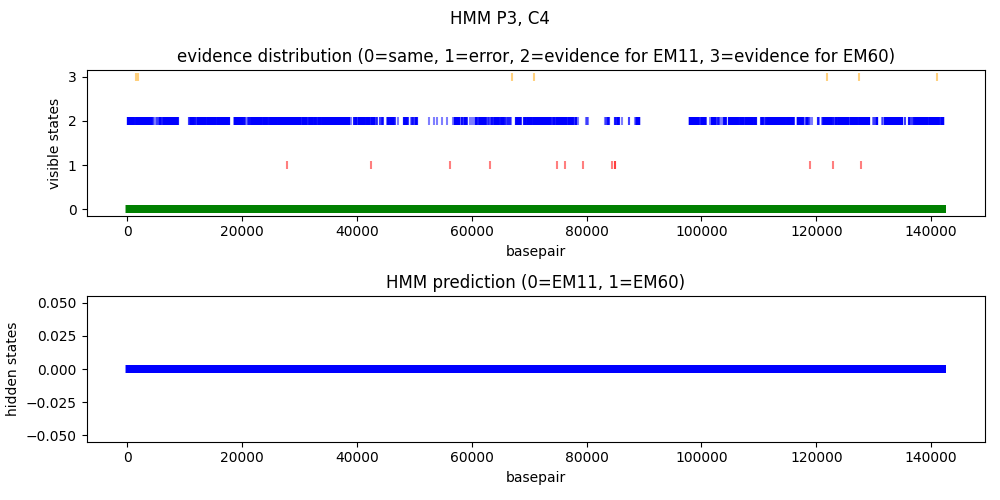 HMM P3, C4
evidence distribution (0=same, 1=error, 2=evidence for EM11, 3=evidence for EM60)
visible states
3
2
1
0
0 20000 40000 60000 80000 100000 120000 140000
basepair
HMM prediction (0=EM11, 1=EM60)
hidden states
0.050
0.025
0.000
−0.025
−0.050
0 20000 40000 60000 80000 100000 120000 140000
basepair